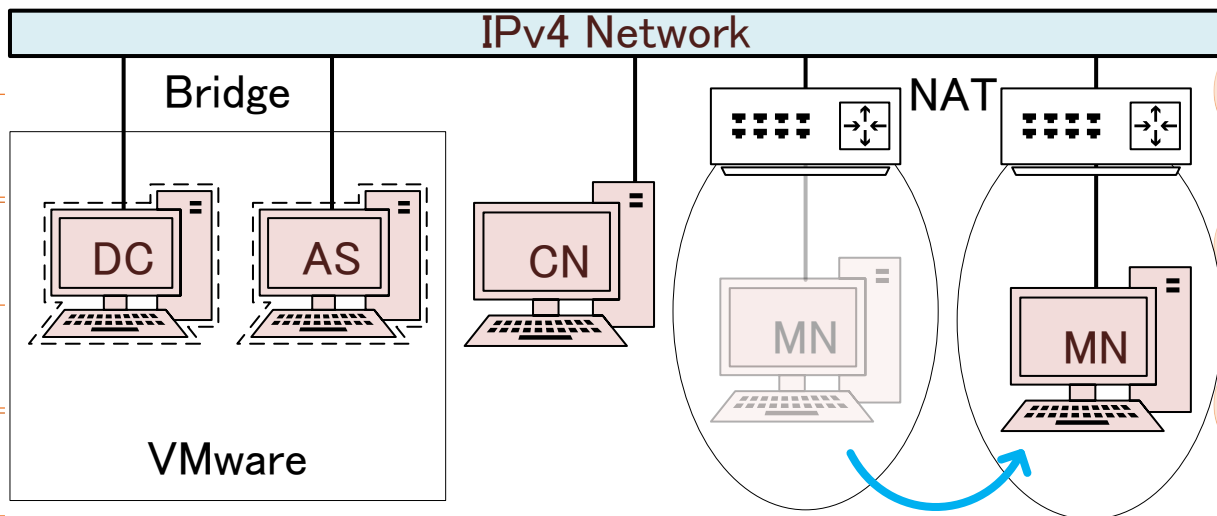 IPv4 Network
Bridge
NAT
DC
AS
CN
MN
MN
VMware